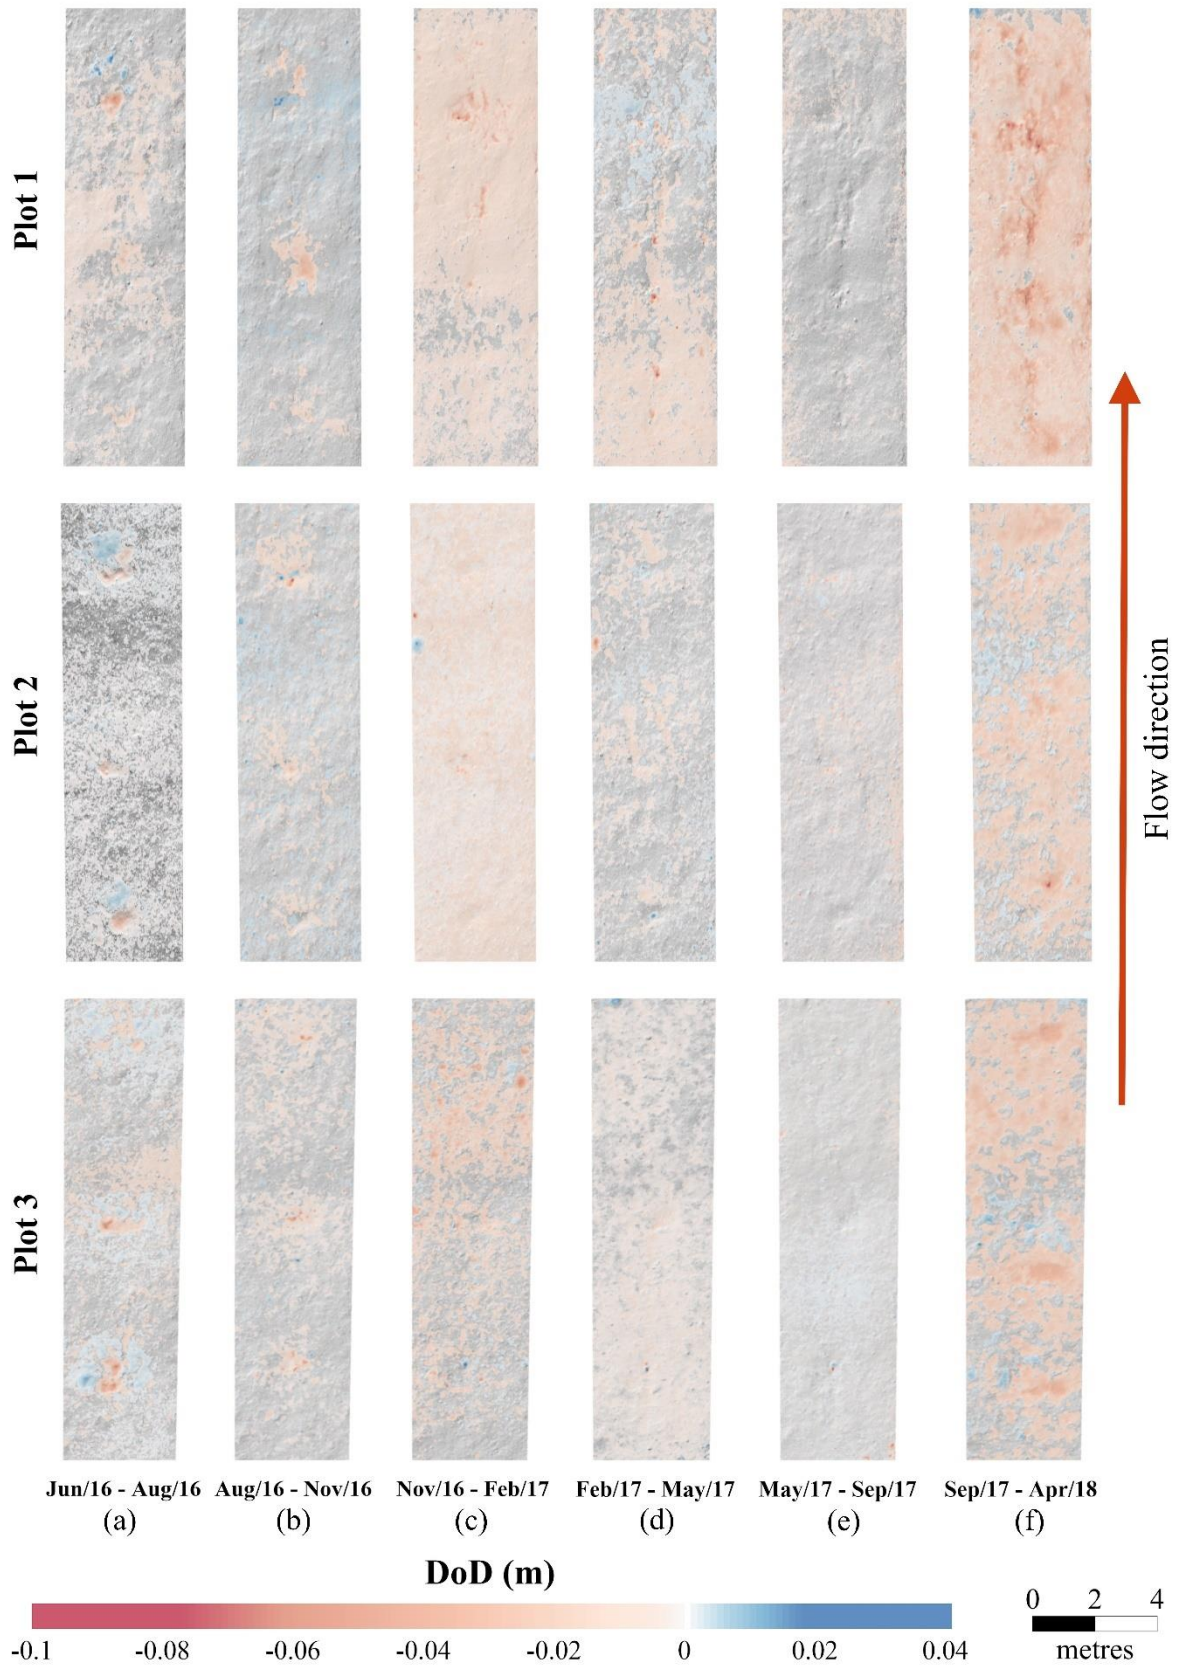 Plot 1
Plot 2
Plot 3
Flow direction
Jun/16 - Aug/16 Aug/16 - Nov/16 Nov/16 - Feb/17 Feb/17 - May/17 May/17 - Sep/17 Sep/17 - Apr/18
(a) (b) (c) (d) (e) (f)
DoD (m)
-0.1 -0.08 -0.06 -0.04 -0.02 0 0.02 0.04
0 2 4
metres